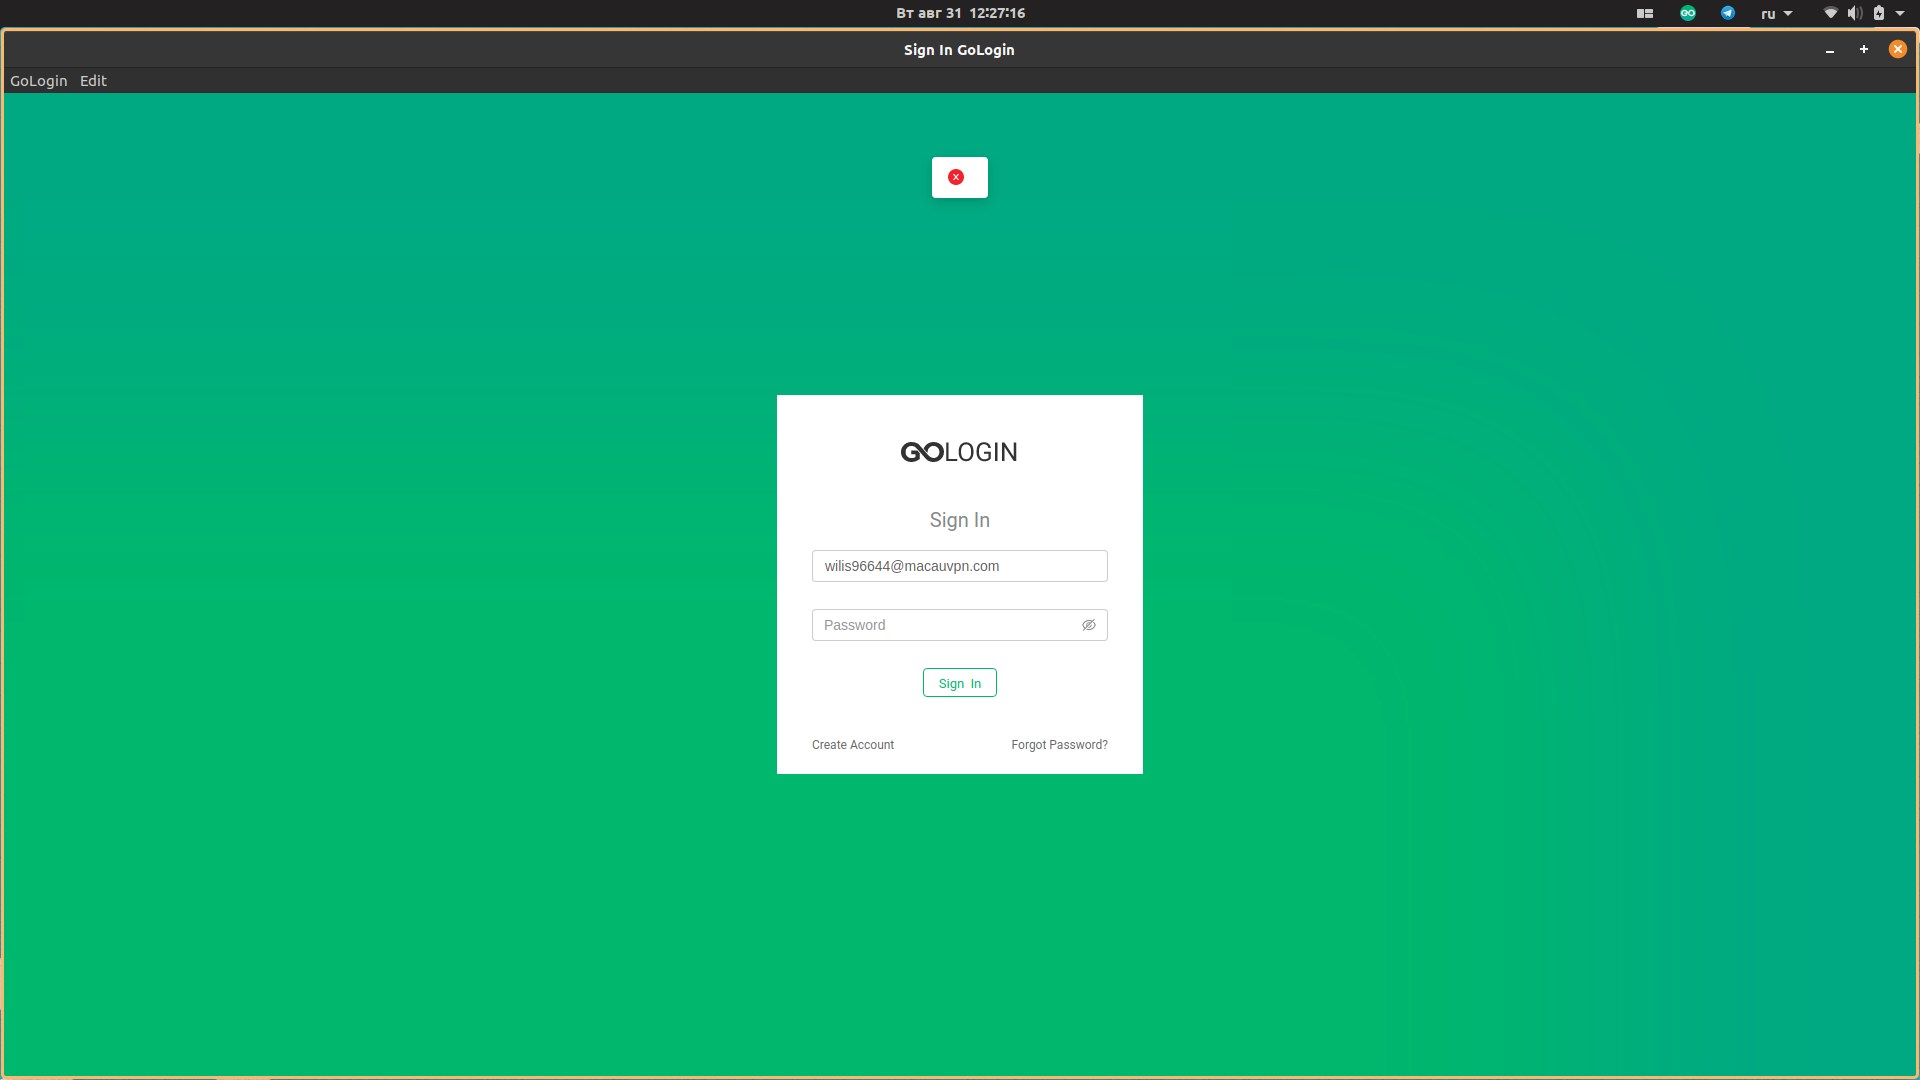 Вт авг 31 12:27:16
GO
ru
Sign In GoLogin
GoLogin Edit
GOLOGIN
Sign In
wilis96644@macauvpn.com
Password
Sign In
Create Account Forgot Password?